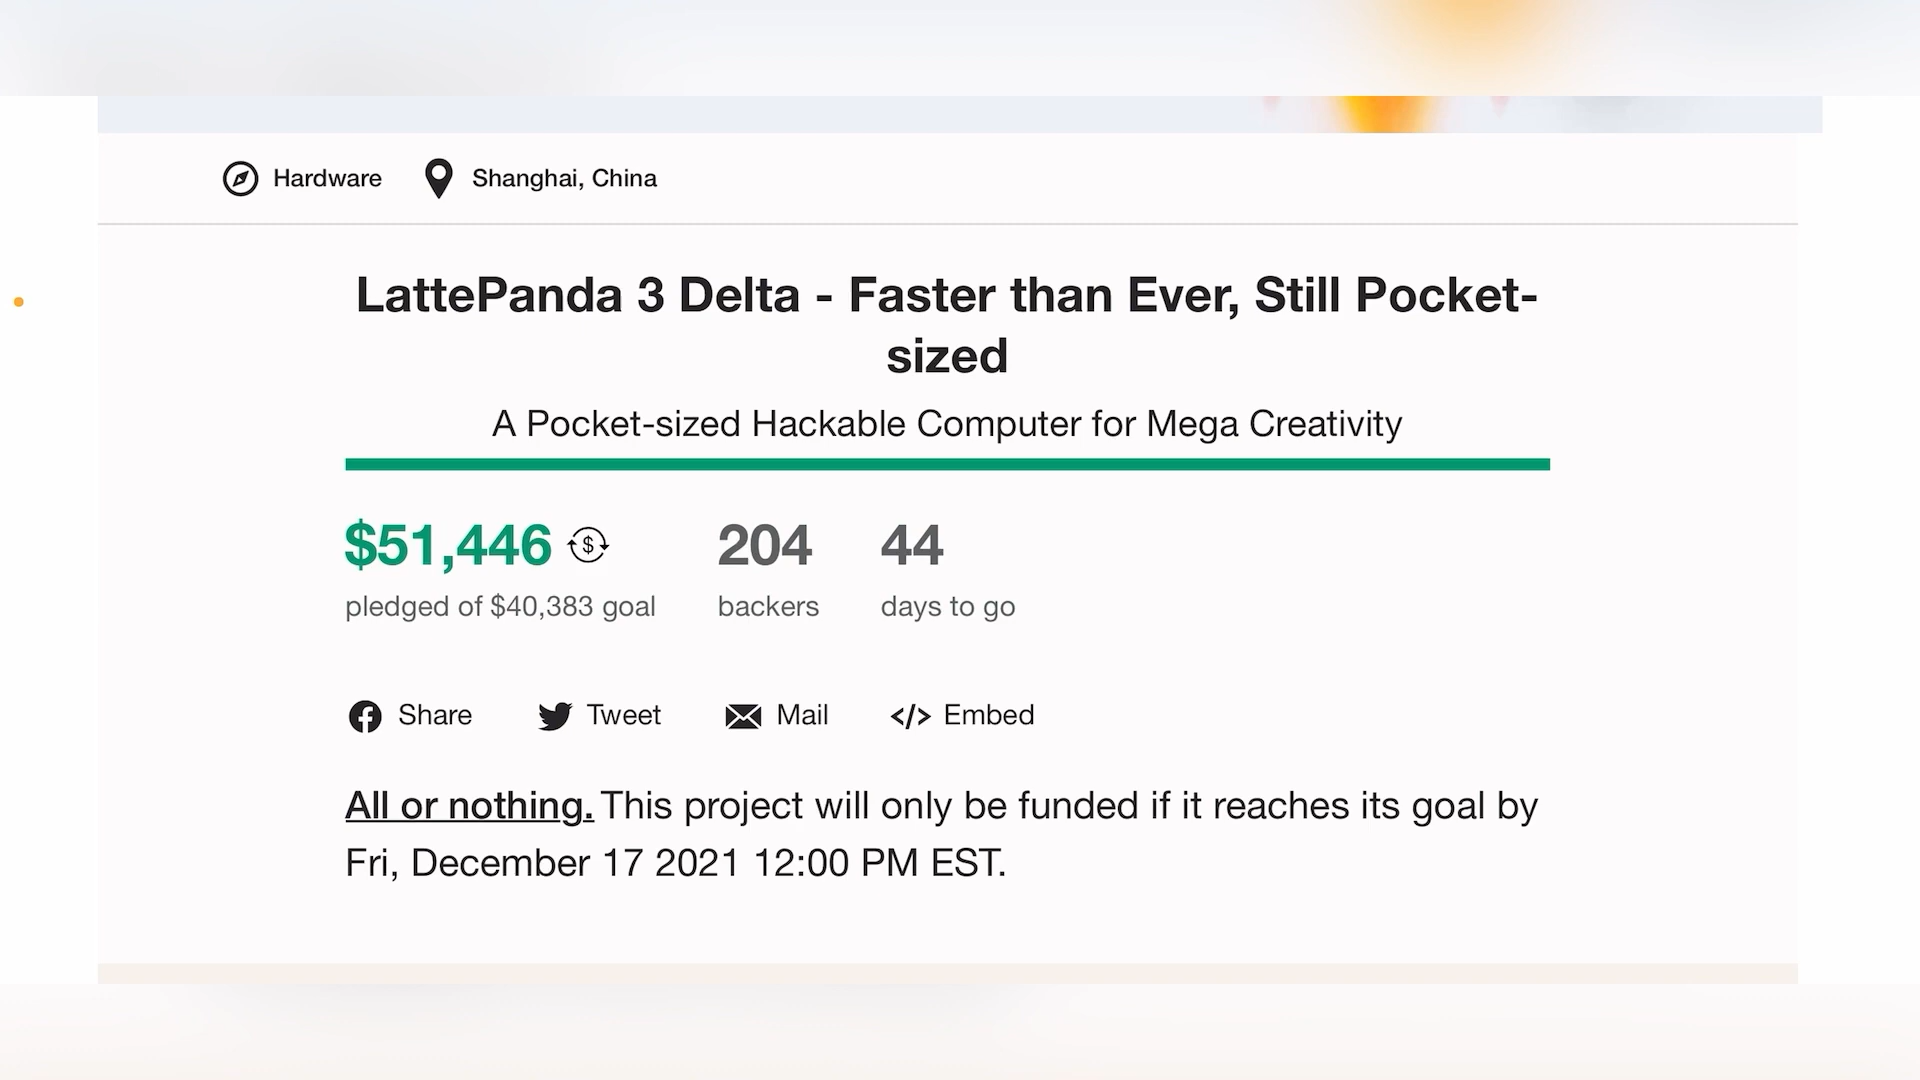 Hardware Shanghai, China
LattePanda 3 Delta - Faster than Ever, Still Pocket-
sized
A Pocket-sized Hackable Computer for Mega Creativity
$51,446 204 44
pledged of $40,383 goal backers days to go
Share Tweet Mail Embed
All or nothing. This project will only be funded if it reaches its goal by
Fri, December 17 2021 12:00 PM EST.